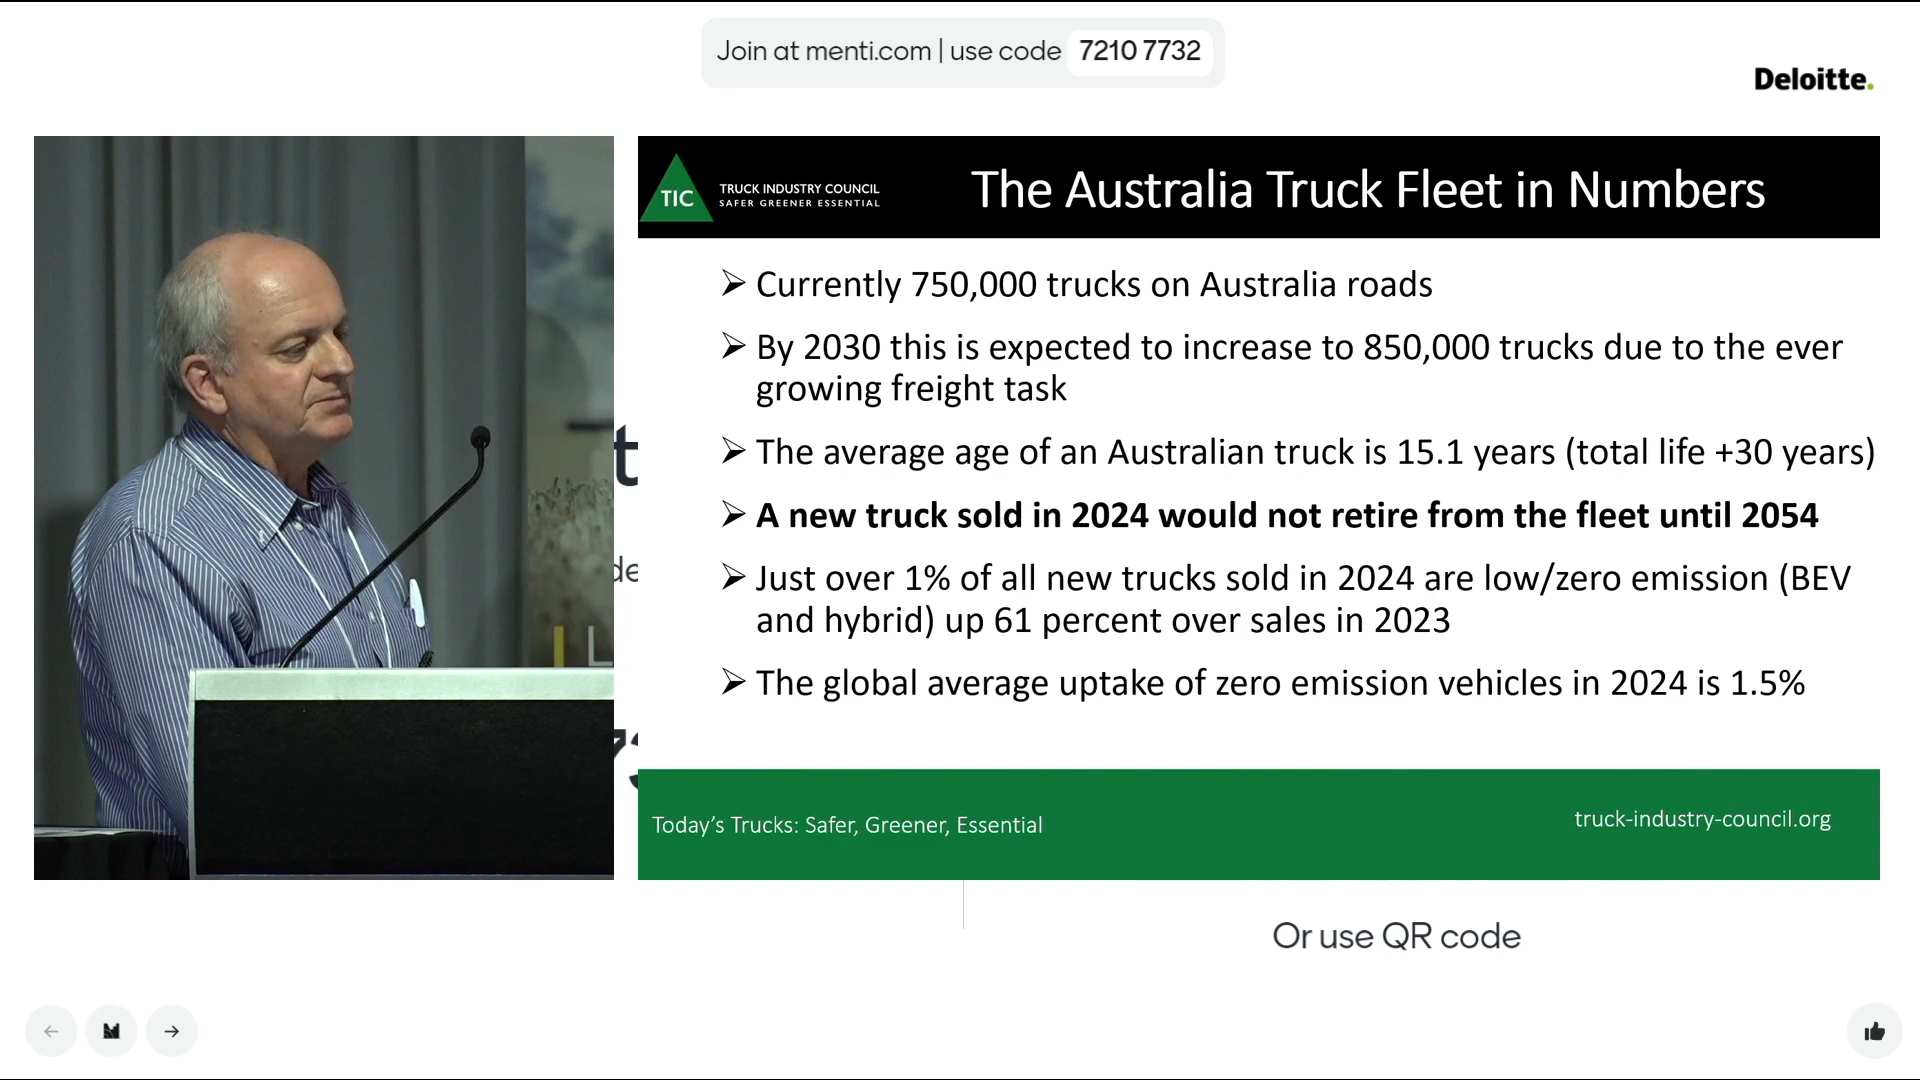 Join at menti.com | use code 7210 7732
Deloitte.
TIC
TRUCK INDUSTRY COUNCIL
SAFER GREENER ESSENTIAL
The Australia Truck Fleet in Numbers
➢ Currently 750,000 trucks on Australia roads
➢ By 2030 this is expected to increase to 850,000 trucks due to the ever
growing freight task
➢ The average age of an Australian truck is 15.1 years (total life +30 years)
➢ A new truck sold in 2024 would not retire from the fleet until 2054
➢ Just over 1% of all new trucks sold in 2024 are low/zero emission (BEV
and hybrid) up 61 percent over sales in 2023
➢ The global average uptake of zero emission vehicles in 2024 is 1.5%
Today’s Trucks: Safer, Greener, Essential
truck-industry-council.org
Or use QR code